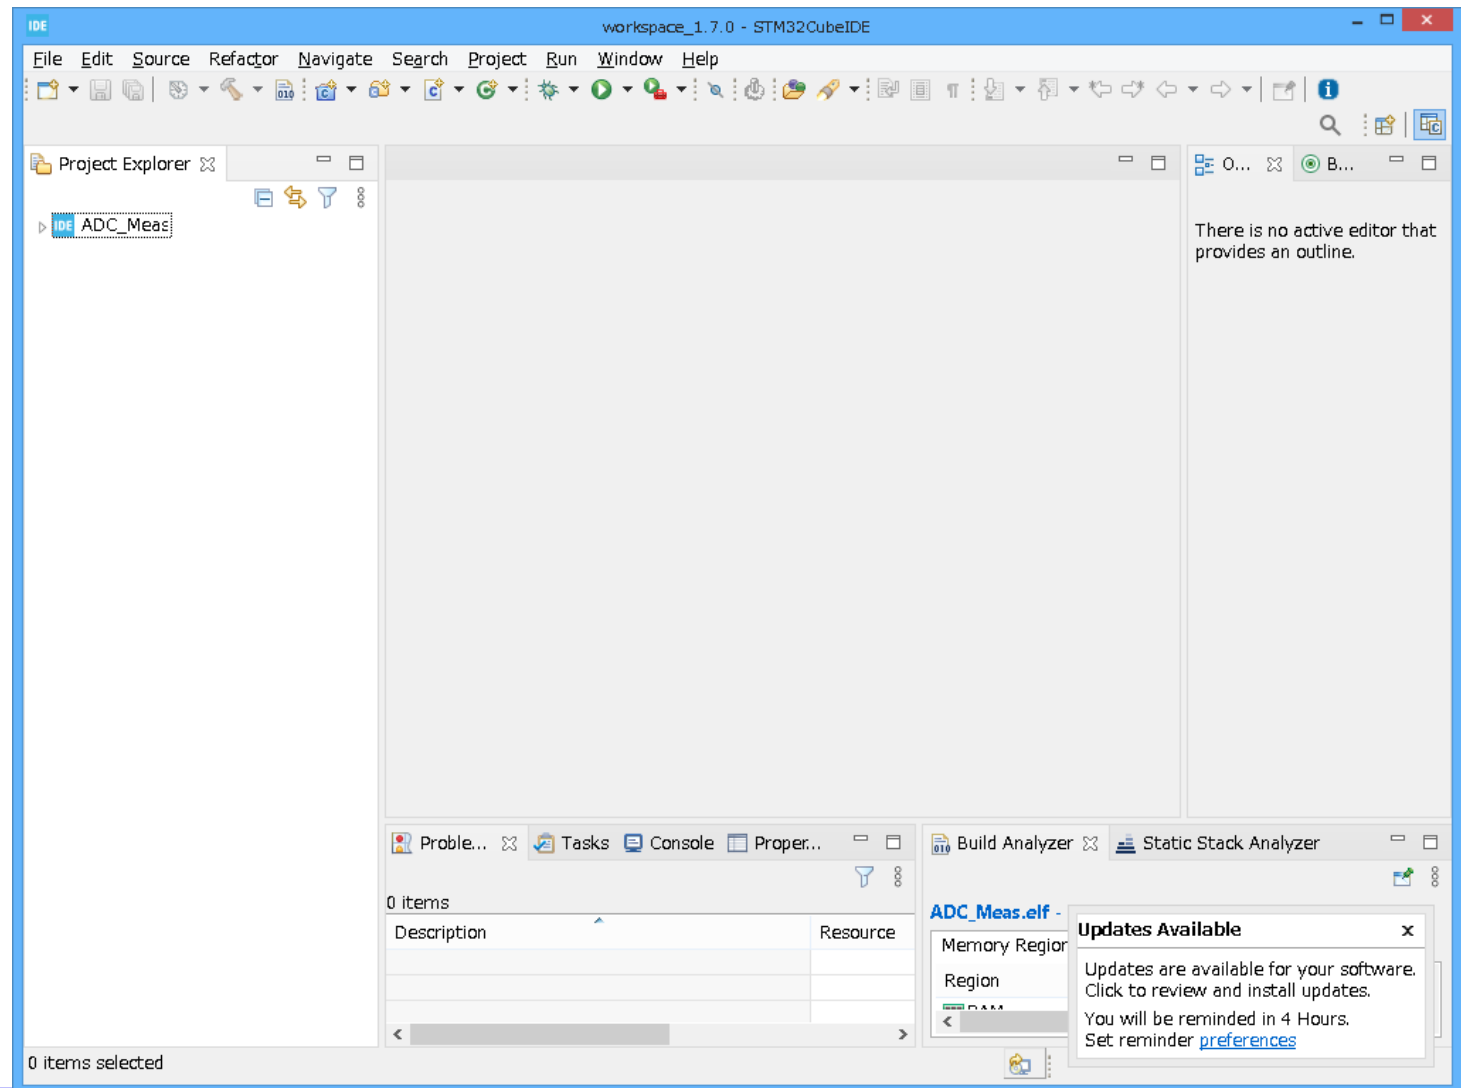 IDE
workspace_1.7.0 - STM32CubeIDE
File Edit Source Refactor Navigate Search Project Run Window Help
Project Explorer
IDE ADC_Meas
O... B...
There is no active editor that
provides an outline.
Proble... Tasks Console Proper...
0 items
Description Resource
Build Analyzer Static Stack Analyzer
ADC_Meas.elf -
Memory Region
Region
RAM
Updates Available x
Updates are available for your software.
Click to review and install updates.
You will be reminded in 4 Hours.
Set reminder preferences
0 items selected